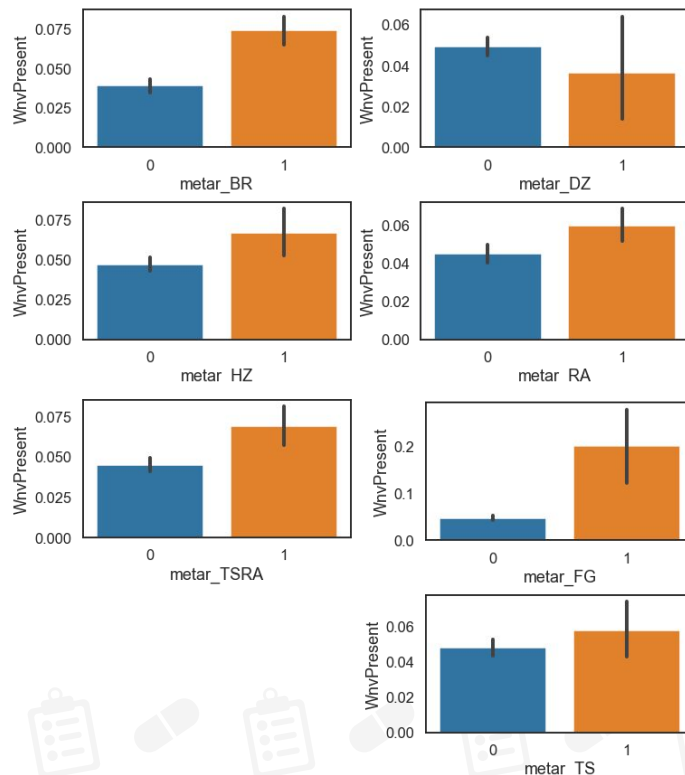 WnvPresent
0.075
0.050
0.025
0.000
0 1
metar_BR
WnvPresent
0.06
0.04
0.02
0.00
0 1
metar_DZ
WnvPresent
0.075
0.050
0.025
0.000
0 1
metar_HZ
WnvPresent
0.06
0.04
0.02
0.00
0 1
metar_RA
WnvPresent
0.075
0.050
0.025
0.000
0 1
metar_TSRA
WnvPresent
0.2
0.1
0.0
0 1
metar_FG
WnvPresent
0.06
0.04
0.02
0.00
0 1
metar_TS